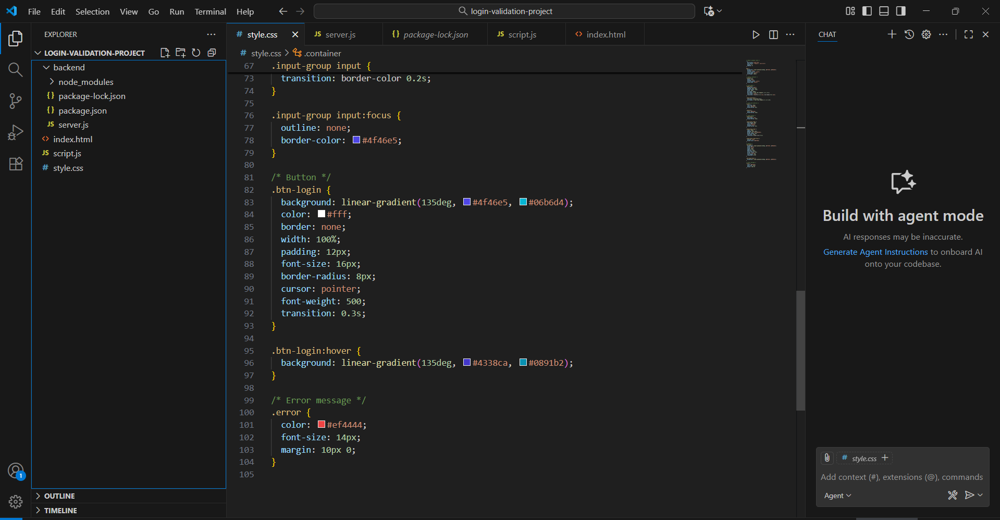 File Edit Selection View Go Run Terminal Help
login-validation-project
EXPLORER
LOGIN-VALIDATION-PROJECT
backend
node_modules
{} package-lock.json
{} package.json
JS server.js
<> index.html
JS script.js
# style.css
OUTLINE
TIMELINE
1
# style.css
JS server.js
{} package-lock.json
JS script.js
<> index.html
# style.css > .container
67 .input-group input {
73 transition: border-color 0.2s;
74 }
75
76 .input-group input:focus {
77 outline: none;
78 border-color: #4f46e5;
79 }
80
81 /* Button */
82 .btn-login {
83 background: linear-gradient(135deg, #4f46e5, #06b6d4);
84 color: #fff;
85 border: none;
86 width: 100%;
87 padding: 12px;
88 font-size: 16px;
89 border-radius: 8px;
90 cursor: pointer;
91 font-weight: 500;
92 transition: 0.3s;
93 }
94
95 .btn-login:hover {
96 background: linear-gradient(135deg, #4338ca, #0891b2);
97 }
98
99 /* Error message */
100 .error {
101 color: #ef4444;
102 font-size: 14px;
103 margin: 10px 0;
104 }
105
CHAT
Build with agent mode
AI responses may be inaccurate.
Generate Agent Instructions to onboard AI
onto your codebase.
# style.css +
Add context (#), extensions (@), commands
Agent